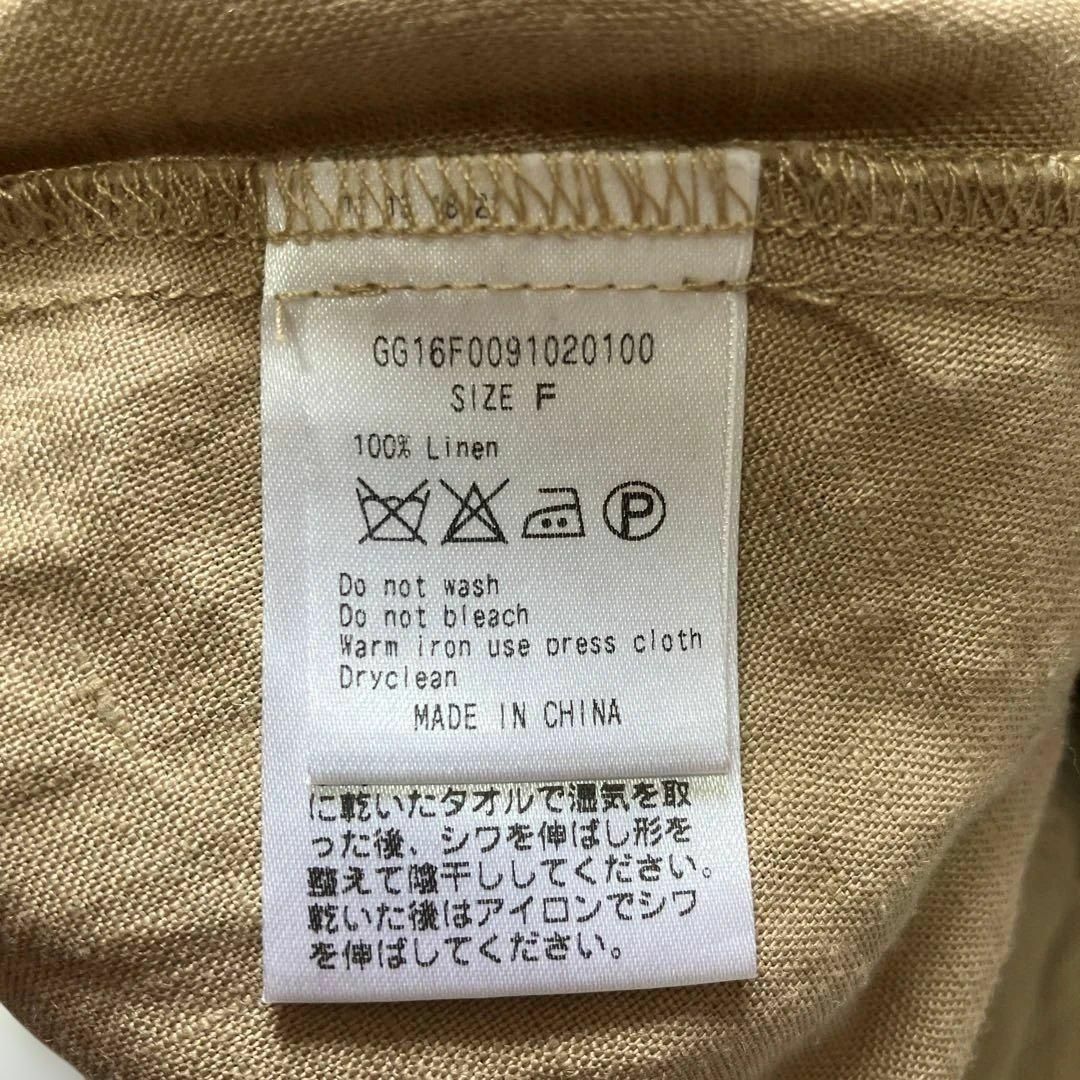 GG16F0091020100
SIZE F
100% Linen
P
Do not wash
Do not bleach
Warm iron use press cloth
Dryclean
MADE IN CHINA
に乾いたタオルで湿気を取
った後、シワを伸ばし形を
整えて陰干ししてください。
乾いた後はアイロンでシワ
を伸ばしてください。